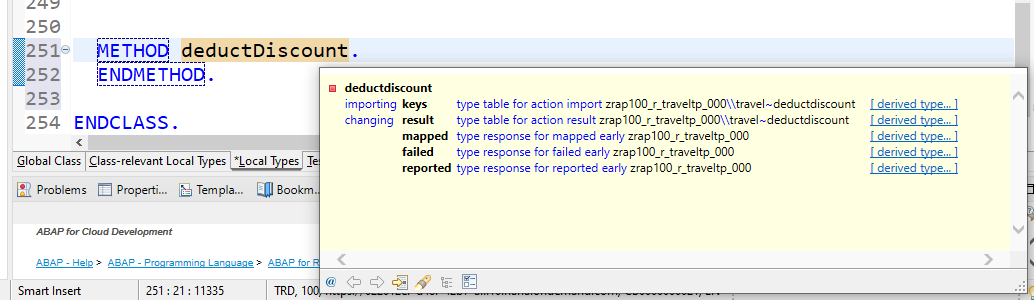 249
250
251 METHOD deductDiscount.
252 ENDMETHOD.
253
254 ENDCLASS.
deductdiscount
importing keys type table for action import zrap100_r_traveltp_000\\travel~deductdiscount [ derived type... ]
changing result type table for action result zrap100_r_traveltp_000\\travel~deductdiscount [ derived type... ]
mapped type response for mapped early zrap100_r_traveltp_000 [ derived type... ]
failed type response for failed early zrap100_r_traveltp_000 [ derived type... ]
reported type response for reported early zrap100_r_traveltp_000 [ derived type... ]
Global Class Class-relevant Local Types *Local Types
Problems Properti... Templa... Bookm...
ABAP for Cloud Development
ABAP - Help > ABAP - Programming Language > ABAP for R
@
Smart Insert 251 : 21 : 11335 TRD, 100,